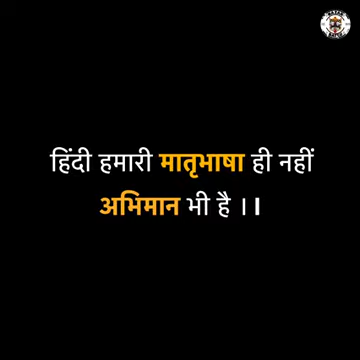 हिंदी हमारी मातृभाषा ही नहीं
अभिमान भी है ।।